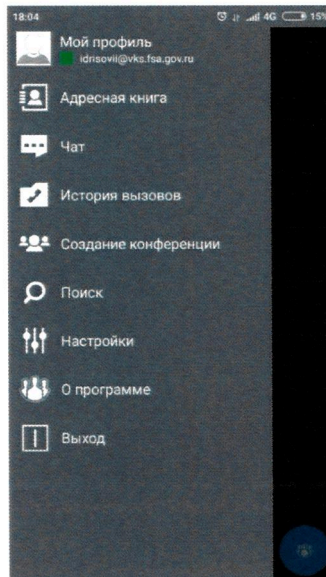 18:04 4G 15%
Мой профиль
idrisovii@vks.fsa.gov.ru
Адресная книга
Чат
История вызовов
Создание конференции
Поиск
Настройки
О программе
Выход